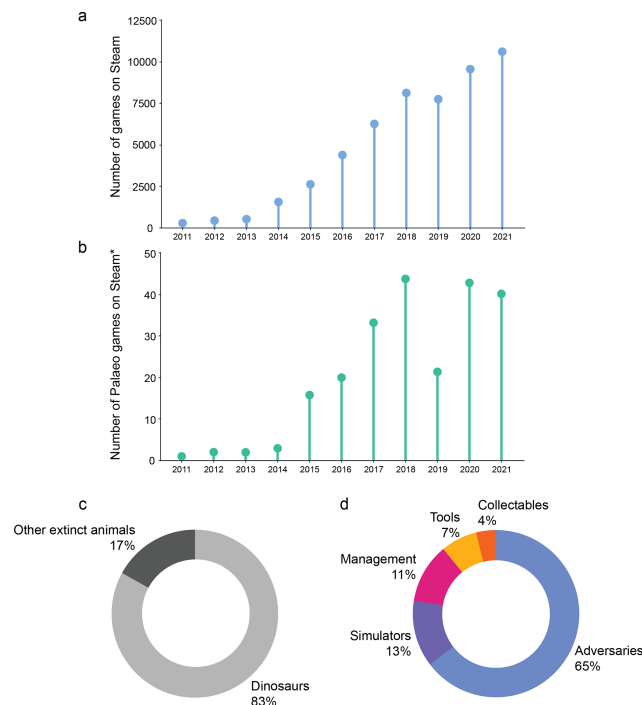 a
Number of games on Steam
12500
10000
7500
5000
2500
0
2011 2012 2013 2014 2015 2016 2017 2018 2019 2020 2021
b
Number of Palaeo games on Steam*
50
40
30
20
10
0
2011 2012 2013 2014 2015 2016 2017 2018 2019 2020 2021
c
Other extinct animals
17%
Dinosaurs
83%
d
Collectables
4%
Tools
7%
Management
11%
Simulators
13%
Adversaries
65%